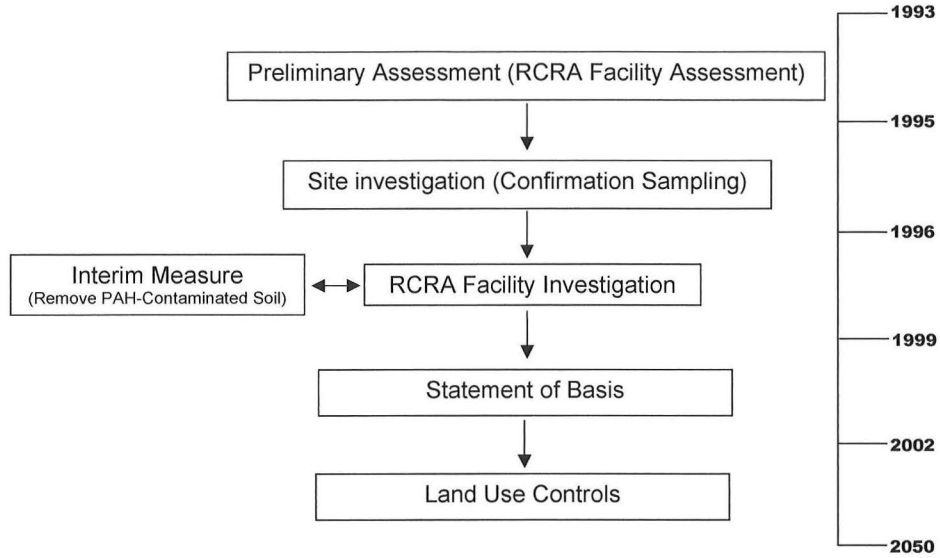 1993
Preliminary Assessment (RCRA Facility Assessment)
1995
Site investigation (Confirmation Sampling)
1996
Interim Measure
(Remove PAH-Contaminated Soil)
RCRA Facility Investigation
1999
Statement of Basis
2002
Land Use Controls
2050